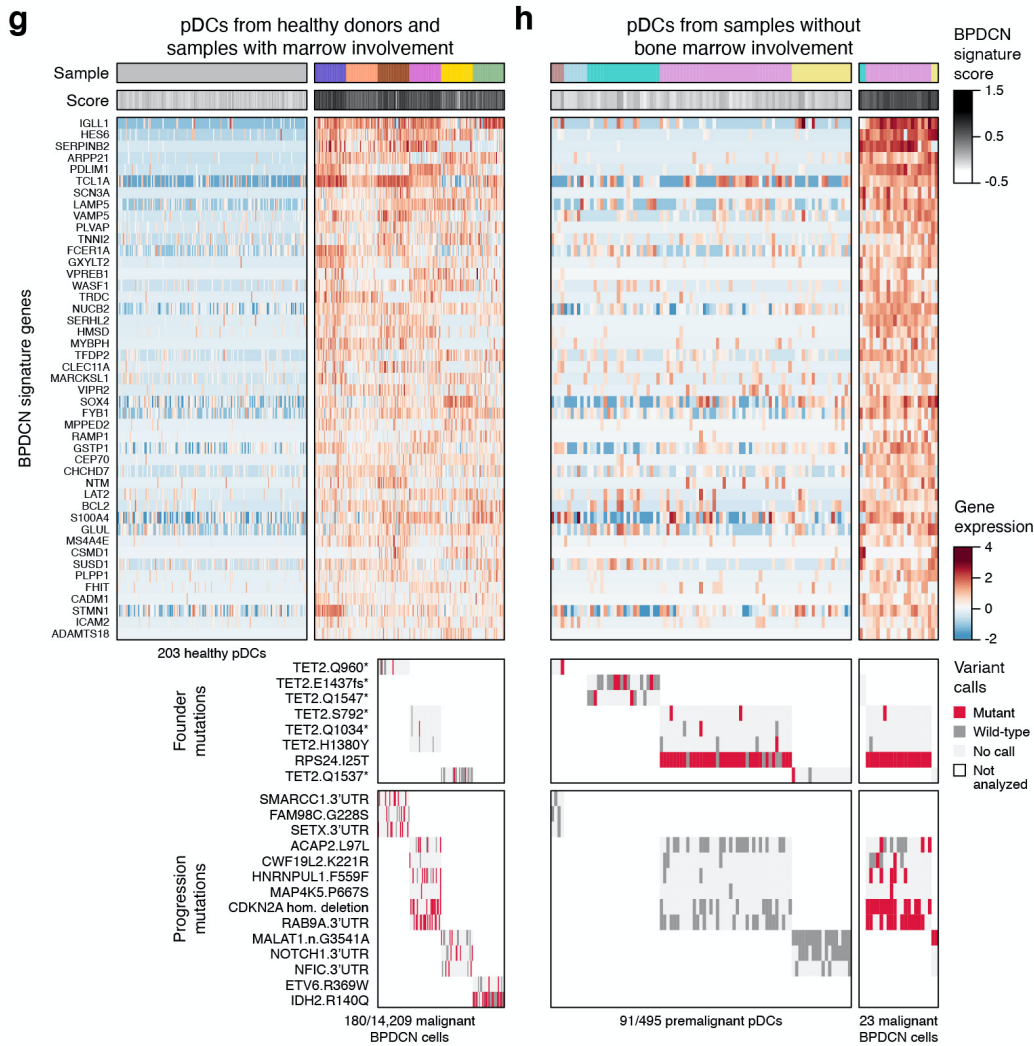 g
pDCs from healthy donors and
samples with marrow involvement
h
pDCs from samples without
bone marrow involvement
BPDCN
signature
score
1.5
0.5
-0.5
Sample
Score
BPDCN signature genes
IGLL1
HES6
SERPINB2
ARPP21
PDLIM1
TCL1A
SCN3A
LAMP5
VAMP5
PLVAP
TNNI2
FCER1A
GXYLT2
VPREB1
WASF1
TRDC
NUCB2
SERHL2
HMSD
MYBPH
TFDP2
CLEC11A
MARCKSL1
VIPR2
SOX4
FYB1
MPPED2
RAMP1
GSTP1
CEP70
CHCHD7
NTM
LAT2
BCL2
S100A4
GLUL
MS4A4E
CSMD1
SUSD1
PLPP1
FHIT
CADM1
STMN1
ICAM2
ADAMTS18
Gene
expression
4
2
0
-2
203 healthy pDCs
Founder
mutations
TET2.Q960*
TET2.E1437fs*
TET2.Q1547*
TET2.S792*
TET2.Q1034*
TET2.H1380Y
RPS24.I25T
TET2.Q1537*
Variant
calls
Mutant
Wild-type
No call
Not
analyzed
Progression
mutations
SMARCC1.3'UTR
FAM98C.G228S
SETX.3'UTR
ACAP2.L97L
CWF19L2.K221R
HNRNPUL1.F559F
MAP4K5.P667S
CDKN2A hom. deletion
RAB9A.3'UTR
MALAT1.n.G3541A
NOTCH1.3'UTR
NFIC.3'UTR
ETV6.R369W
IDH2.R140Q
180/14,209 malignant
BPDCN cells
91/495 premalignant pDCs
23 malignant
BPDCN cells